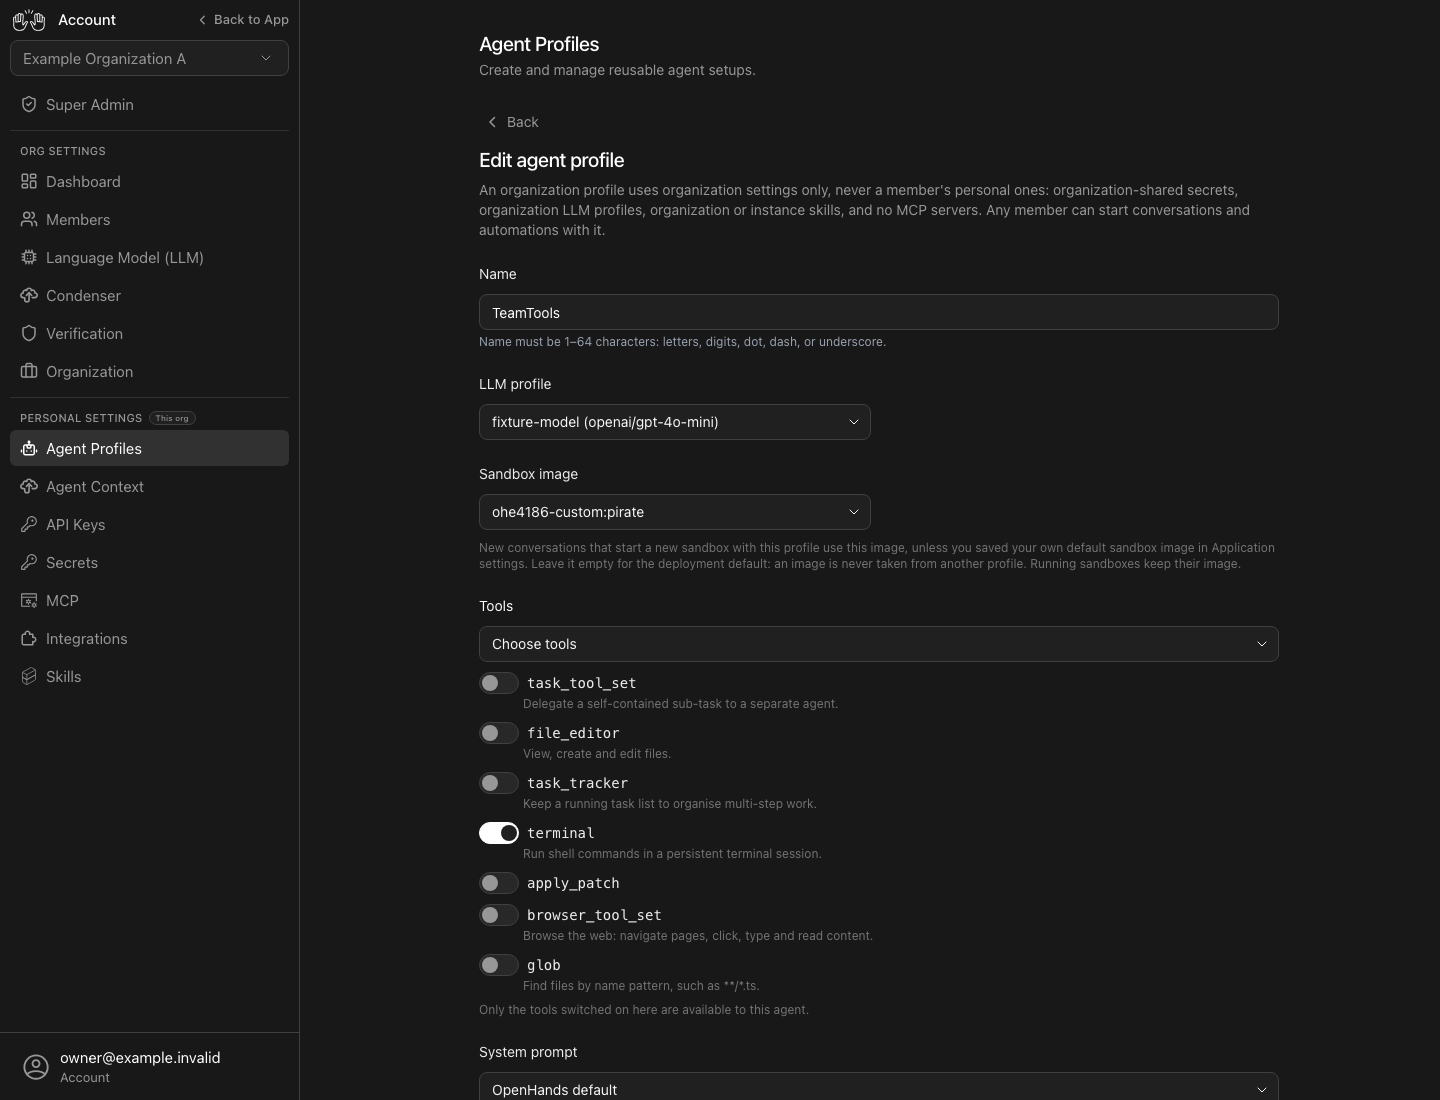 Account
Back to App
Example Organization A
Super Admin
ORG SETTINGS
Dashboard
Members
Language Model (LLM)
Condenser
Verification
Organization
PERSONAL SETTINGS This org
Agent Profiles
Agent Context
API Keys
Secrets
MCP
Integrations
Skills
owner@example.invalid
Account
Agent Profiles
Create and manage reusable agent setups.
Back
Edit agent profile
An organization profile uses organization settings only, never a member's personal ones: organization-shared secrets,
organization LLM profiles, organization or instance skills, and no MCP servers. Any member can start conversations and
automations with it.
Name
TeamTools
Name must be 1–64 characters: letters, digits, dot, dash, or underscore.
LLM profile
fixture-model (openai/gpt-4o-mini)
Sandbox image
ohe4186-custom:pirate
New conversations that start a new sandbox with this profile use this image, unless you saved your own default sandbox image in Application
settings. Leave it empty for the deployment default: an image is never taken from another profile. Running sandboxes keep their image.
Tools
Choose tools
task_tool_set
Delegate a self-contained sub-task to a separate agent.
file_editor
View, create and edit files.
task_tracker
Keep a running task list to organise multi-step work.
terminal
Run shell commands in a persistent terminal session.
apply_patch
browser_tool_set
Browse the web: navigate pages, click, type and read content.
glob
Find files by name pattern, such as **/*.ts.
Only the tools switched on here are available to this agent.
System prompt
OpenHands default